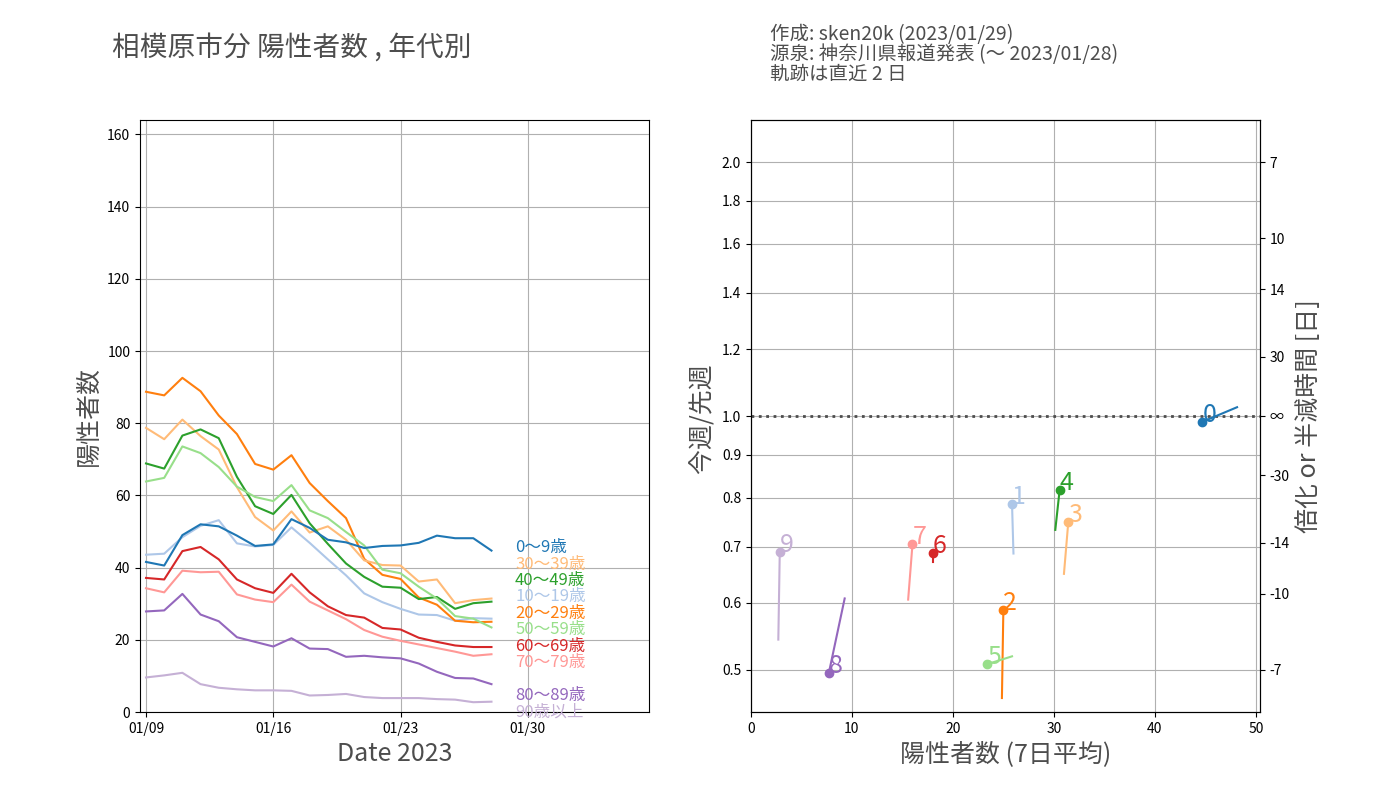 相模原市分 陽性者数 , 年代別
作成: sken20k (2023/01/29)
源泉: 神奈川県報道発表 (〜 2023/01/28)
軌跡は直近 2 日
陽性者数
160
140
120
100
80
60
40
20
0
01/09
01/16
01/23
01/30
Date 2023
0〜9歳
30〜39歳
40〜49歳
10〜19歳
20〜29歳
50〜59歳
60〜69歳
70〜79歳
80〜89歳
90歳以上
今週/先週
2.0
1.8
1.6
1.4
1.2
1.0
0.9
0.8
0.7
0.6
0.5
0
10
20
30
40
50
陽性者数 (7日平均)
7
10
14
30
∞
-30
-14
-10
-7
倍化 or 半減時間 [日]
0
4
1
3
7
6
9
2
5
8